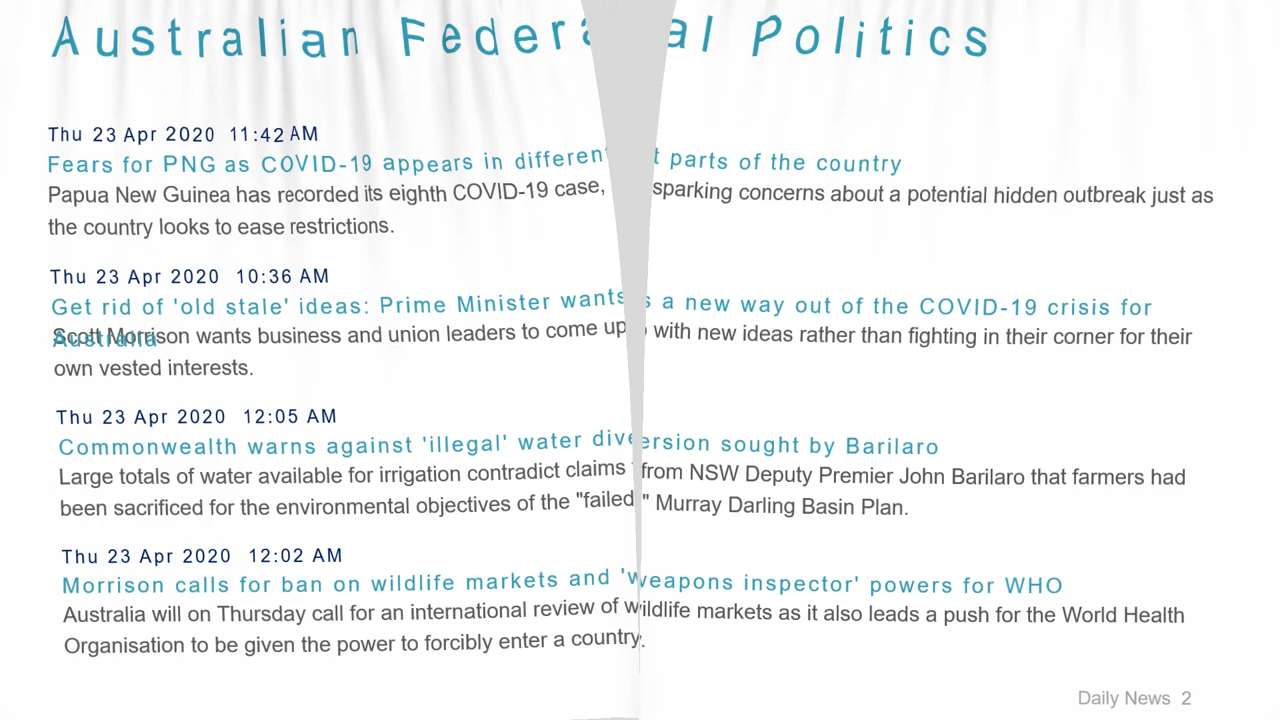 Australian Federal Politics
Thu 23 Apr 2020 11:42 AM
Fears for PNG as COVID-19 appears in different parts of the country
Papua New Guinea has recorded its eighth COVID-19 case, sparking concerns about a potential hidden outbreak just as
the country looks to ease restrictions.
Thu 23 Apr 2020 10:36 AM
Get rid of 'old stale' ideas: Prime Minister wants a new way out of the COVID-19 crisis for
Australia
Scott Morrison wants business and union leaders to come up with new ideas rather than fighting in their corner for their
own vested interests.
Thu 23 Apr 2020 12:05 AM
Commonwealth warns against 'illegal' water diversion sought by Barilaro
Large totals of water available for irrigation contradict claims from NSW Deputy Premier John Barilaro that farmers had
been sacrificed for the environmental objectives of the "failed" Murray Darling Basin Plan.
Thu 23 Apr 2020 12:02 AM
Morrison calls for ban on wildlife markets and 'weapons inspector' powers for WHO
Australia will on Thursday call for an international review of wildlife markets as it also leads a push for the World Health
Organisation to be given the power to forcibly enter a country.
Daily News 2